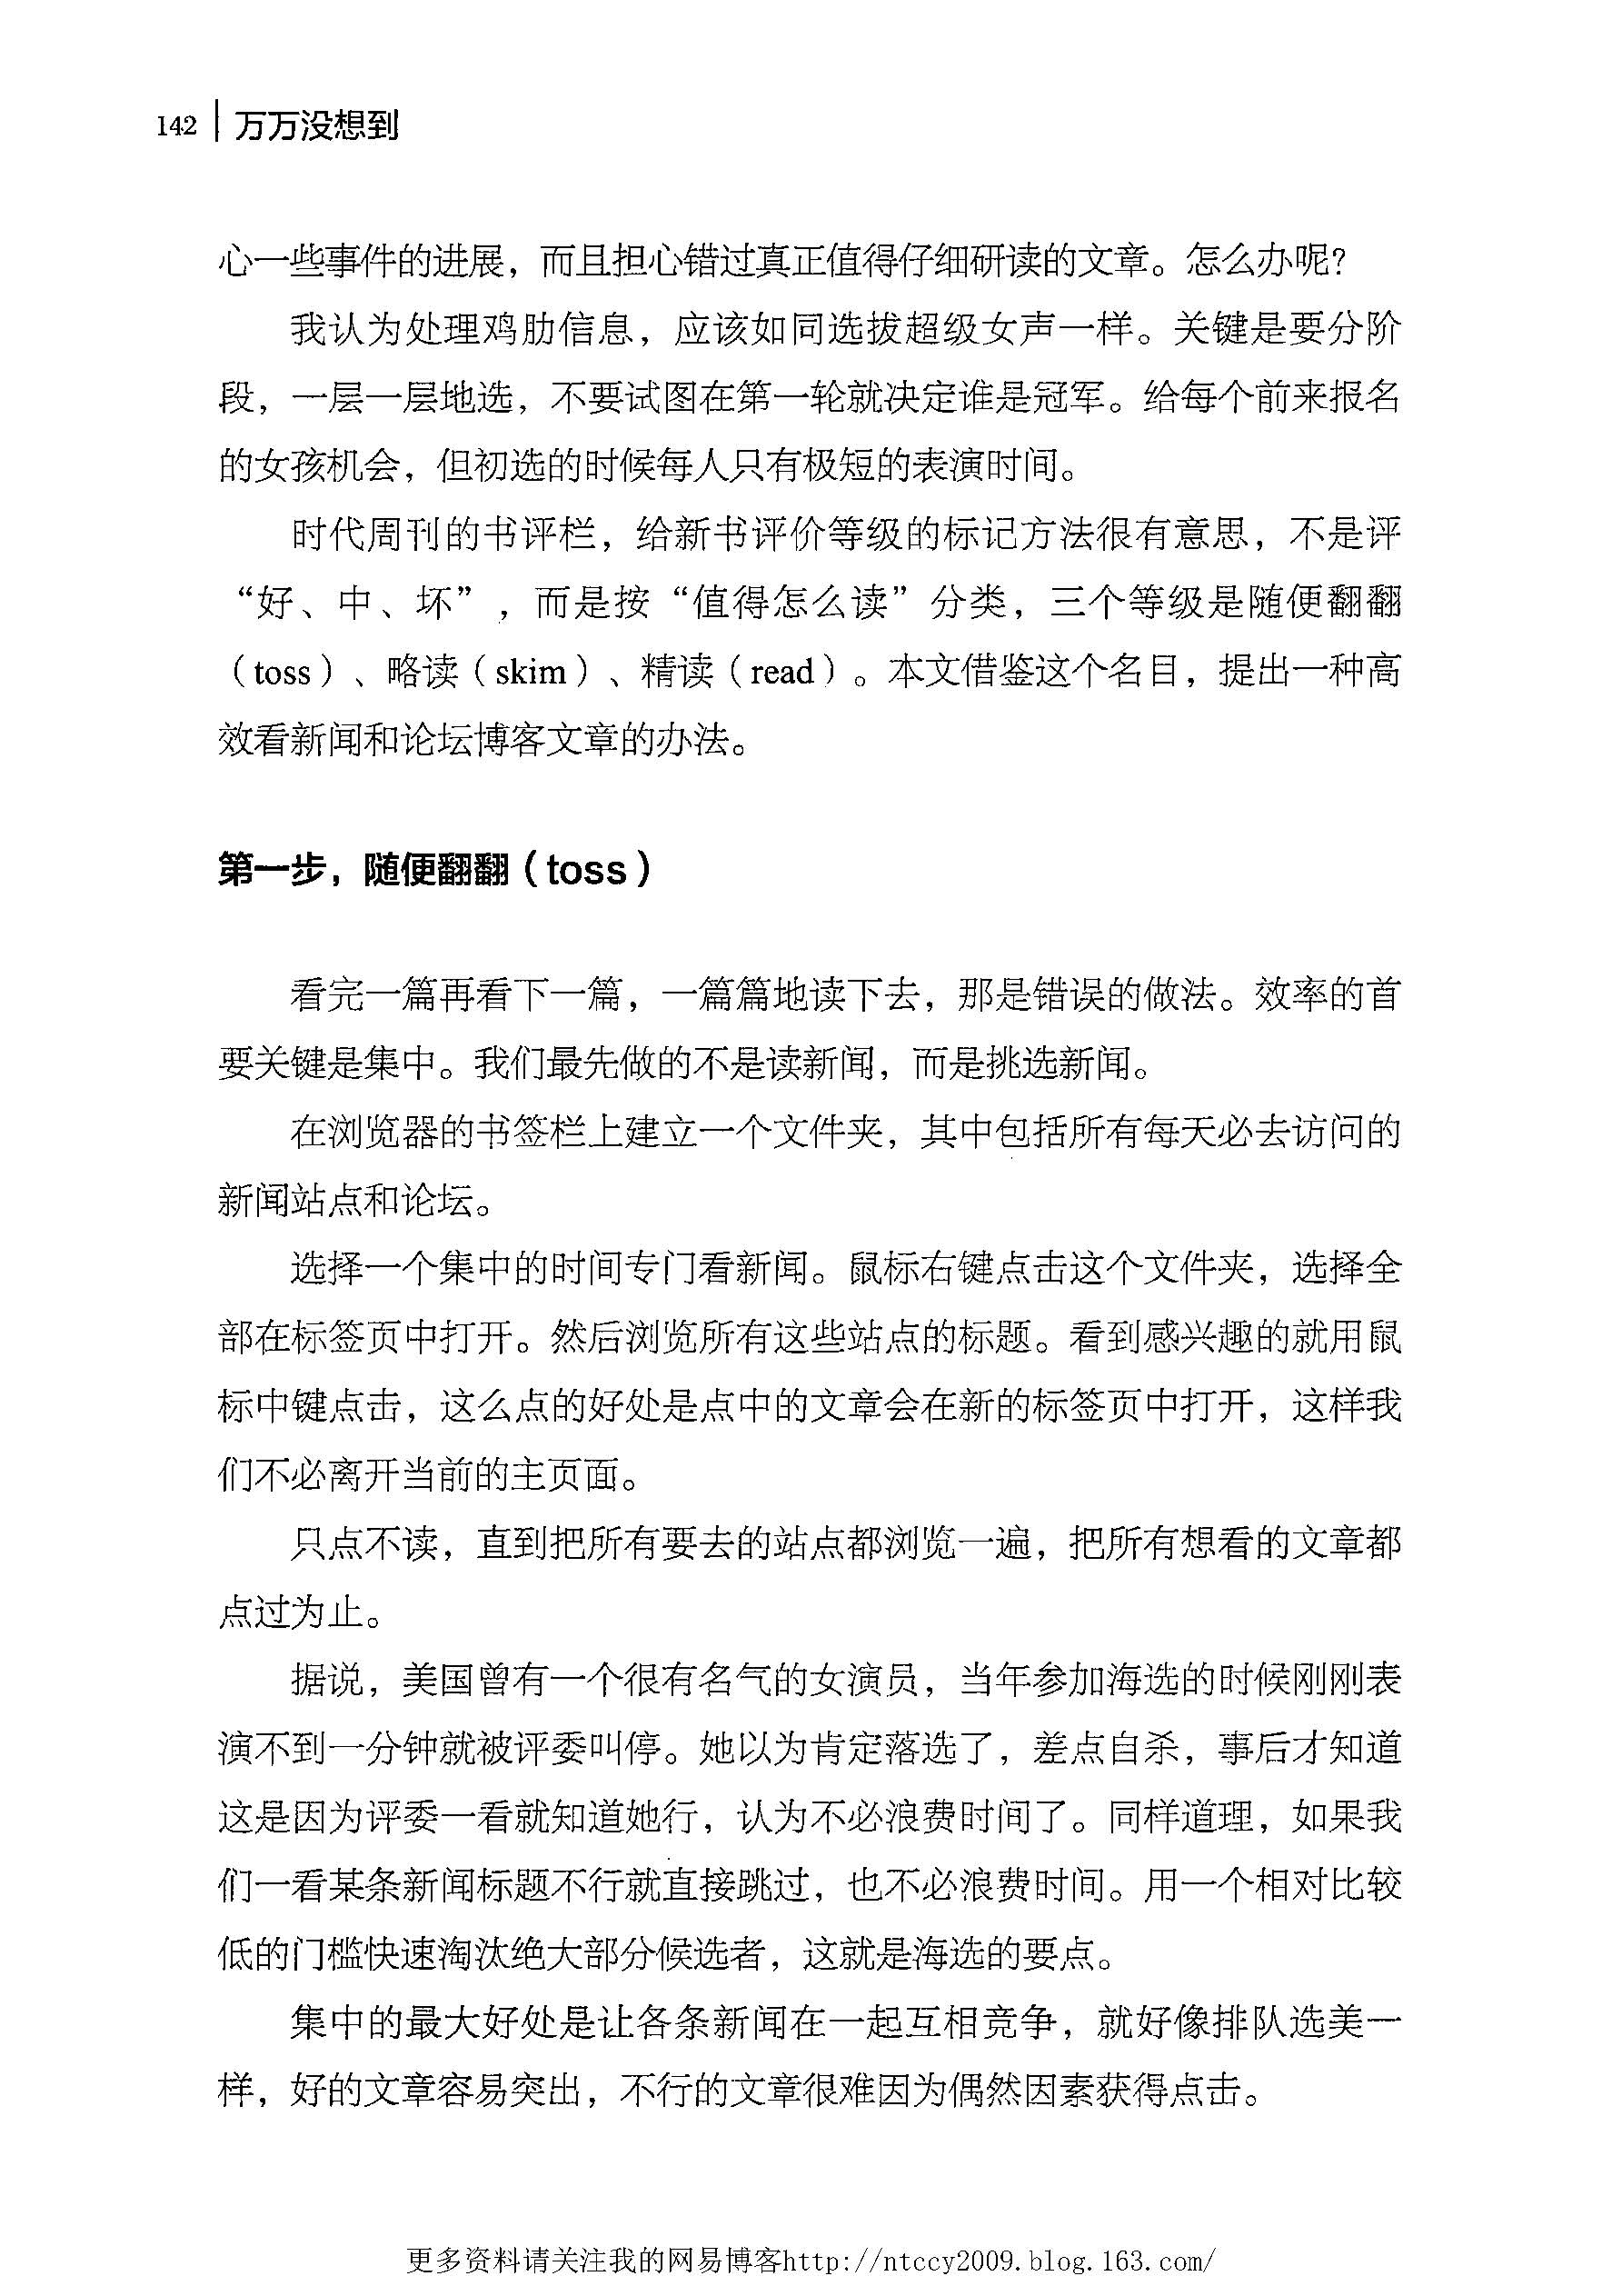 142 万万没想到
心一些事件的进展，而且担心错过真正值得仔细研读的文章。怎么办呢？
我认为处理鸡肋信息，应该如同选拔超级女声一样。关键是要分阶
段，一层一层地选，不要试图在第一轮就决定谁是冠军。给每个前来报名
的女孩机会，但初选的时候每人只有极短的表演时间。
时代周刊的书评栏，给新书评价等级的标记方法很有意思，不是评
“好、中、坏”，而是按“值得怎么读”分类，三个等级是随便翻翻
（toss）、略读（skim）、精读（read）。本文借鉴这个名目，提出一种高
效看新闻和论坛博客文章的办法。
第一步，随便翻翻（toss）
看完一篇再看下一篇，一篇篇地读下去，那是错误的做法。效率的首
要关键是集中。我们最先做的不是读新闻，而是挑选新闻。
在浏览器的书签栏上建立一个文件夹，其中包括所有每天必去访问的
新闻站点和论坛。
选择一个集中的时间专门看新闻。鼠标右键点击这个文件夹，选择全
部在标签页中打开。然后浏览所有这些站点的标题。看到感兴趣的就用鼠
标中键点击，这么点的好处是点中的文章会在新的标签页中打开，这样我
们不必离开当前的主页面。
只点不读，直到把所有要去的站点都浏览一遍，把所有想看的文章都
点过为止。
据说，美国曾有一个很有名气的女演员，当年参加海选的时候刚刚表
演不到一分钟就被评委叫停。她以为肯定落选了，差点自杀，事后才知道
这是因为评委一看就知道她行，认为不必浪费时间了。同样道理，如果我
们一看某条新闻标题不行就直接跳过，也不必浪费时间。用一个相对比较
低的门槛快速淘汰绝大部分候选者，这就是海选的要点。
集中的最大好处是让各条新闻在一起互相竞争，就好像排队选美一
样，好的文章容易突出，不行的文章很难因为偶然因素获得点击。
更多资料请关注我的网易博客http://ntccy2009.blog.163.com/